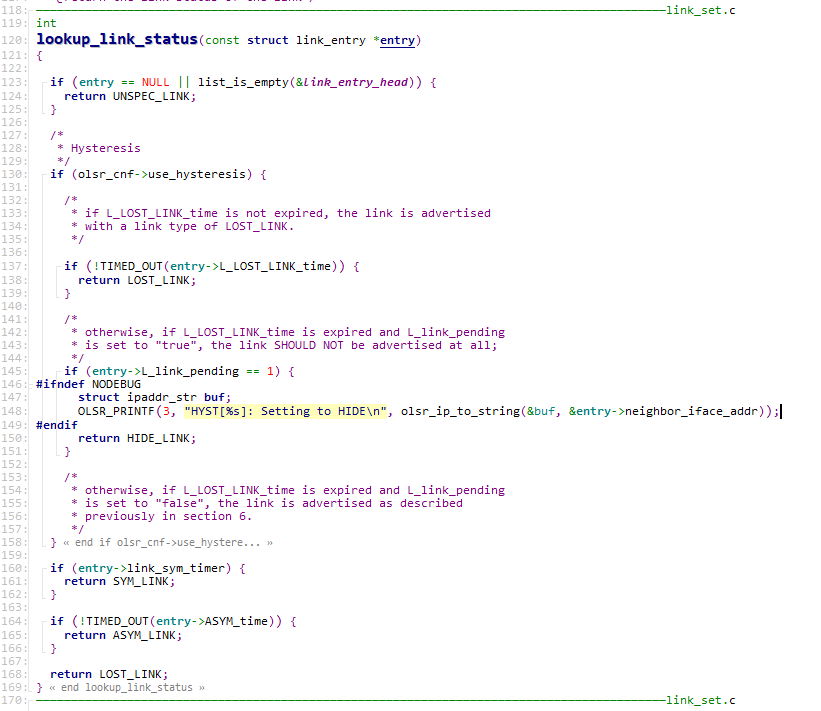 118: link_set.c
119: int
120: lookup_link_status(const struct link_entry *entry)
121: {
122:
123: if (entry == NULL || list_is_empty(&link_entry_head)) {
124: return UNSPEC_LINK;
125: }
126:
127: /*
128: * Hysteresis
129: */
130: if (olsr_cnf->use_hysteresis) {
131:
132: /*
133: * if L_LOST_LINK_time is not expired, the link is advertised
134: * with a link type of LOST_LINK.
135: */
136:
137: if (!TIMED_OUT(entry->L_LOST_LINK_time)) {
138: return LOST_LINK;
139: }
140:
141: /*
142: * otherwise, if L_LOST_LINK_time is expired and L_link_pending
143: * is set to "true", the link SHOULD NOT be advertised at all;
144: */
145: if (entry->L_link_pending == 1) {
146: #ifndef NODEBUG
147: struct ipaddr_str buf;
148: OLSR_PRINTF(3, "HYST[%s]: Setting to HIDE\n", olsr_ip_to_string(&buf, &entry->neighbor_iface_addr));
149: #endif
150: return HIDE_LINK;
151: }
152:
153: /*
154: * otherwise, if L_LOST_LINK_time is expired and L_link_pending
155: * is set to "false", the link is advertised as described
156: * previously in section 6.
157: */
158: } « end if olsr_cnf->use_hystere... »
159:
160: if (entry->link_sym_timer) {
161: return SYM_LINK;
162: }
163:
164: if (!TIMED_OUT(entry->ASYM_time)) {
165: return ASYM_LINK;
166: }
167:
168: return LOST_LINK;
169: } « end lookup_link_status »
170: link_set.c